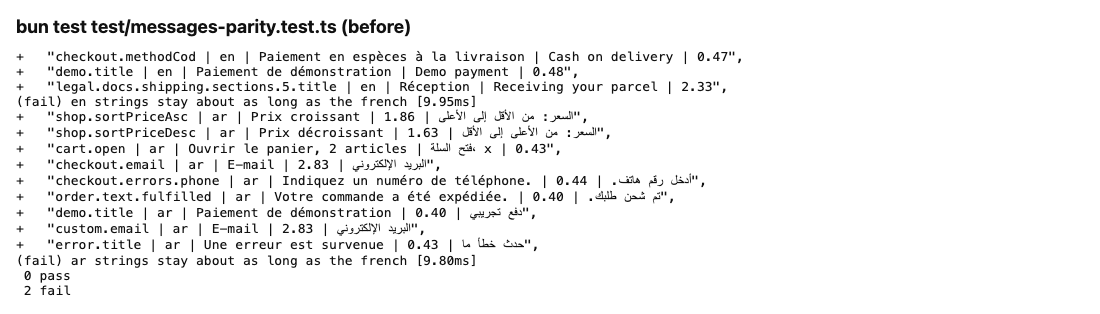 bun test test/messages-parity.test.ts (before)
+   "checkout.methodCod | en | Paiement en espèces à la livraison | Cash on delivery | 0.47",
+   "demo.title | en | Paiement de démonstration | Demo payment | 0.48",
+   "legal.docs.shipping.sections.5.title | en | Réception | Receiving your parcel | 2.33",
(fail) en strings stay about as long as the french [9.95ms]
+   "shop.sortPriceAsc | ar | Prix croissant | السعر: من الأقل إلى الأعلى | 1.86",
+   "shop.sortPriceDesc | ar | Prix décroissant | السعر: من الأعلى إلى الأقل | 1.63",
+   "cart.open | ar | Ouvrir le panier, 2 articles | فتح السلة، x | 0.43",
+   "checkout.email | ar | E-mail | البريد الإلكتروني | 2.83",
+   "checkout.errors.phone | ar | Indiquez un numéro de téléphone. | أدخل رقم هاتف. | 0.44",
+   "order.text.fulfilled | ar | Votre commande a été expédiée. | تم شحن طلبك. | 0.40",
+   "demo.title | ar | Paiement de démonstration | دفع تجريبي | 0.40",
+   "custom.email | ar | E-mail | البريد الإلكتروني | 2.83",
+   "error.title | ar | Une erreur est survenue | حدث خطأ ما | 0.43",
(fail) ar strings stay about as long as the french [9.80ms]
 0 pass
 2 fail